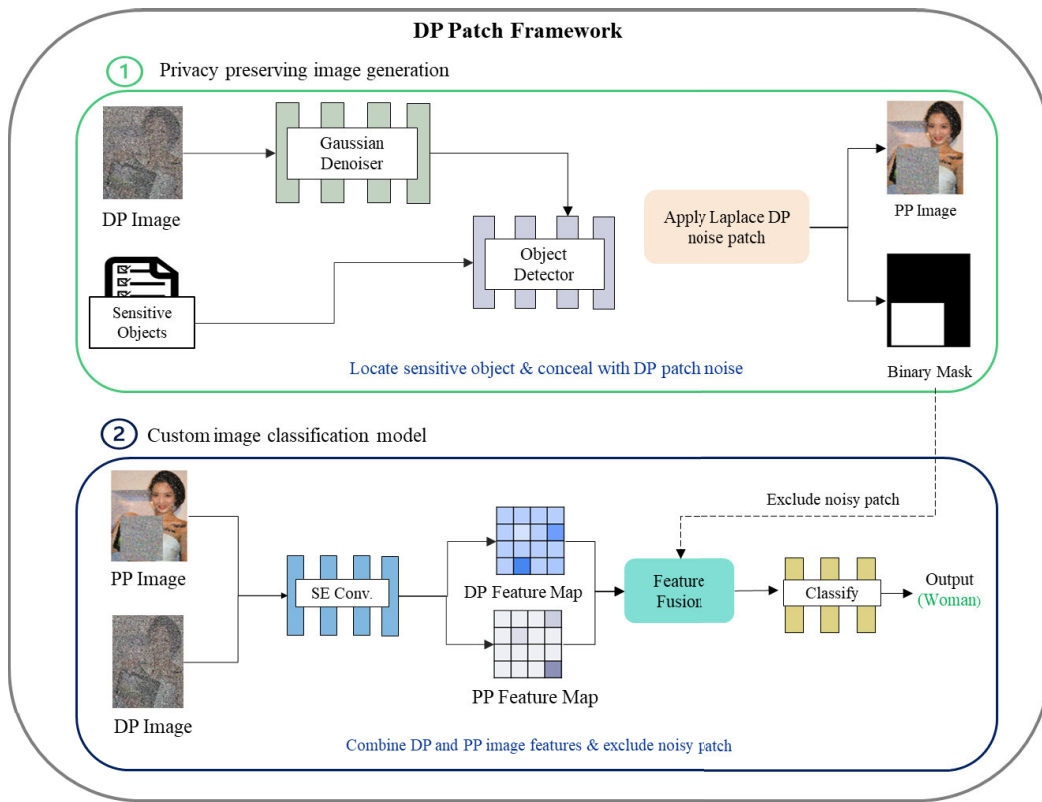 DP Patch Framework
1 Privacy preserving image generation
DP Image
Gaussian
Denoiser
Sensitive
Objects
Object
Detector
Apply Laplace DP
noise patch
PP Image
Binary Mask
Locate sensitive object & conceal with DP patch noise
2 Custom image classification model
PP Image
DP Image
SE Conv.
DP Feature Map
PP Feature Map
Exclude noisy patch
Feature
Fusion
Classify
Output
(Woman)
Combine DP and PP image features & exclude noisy patch